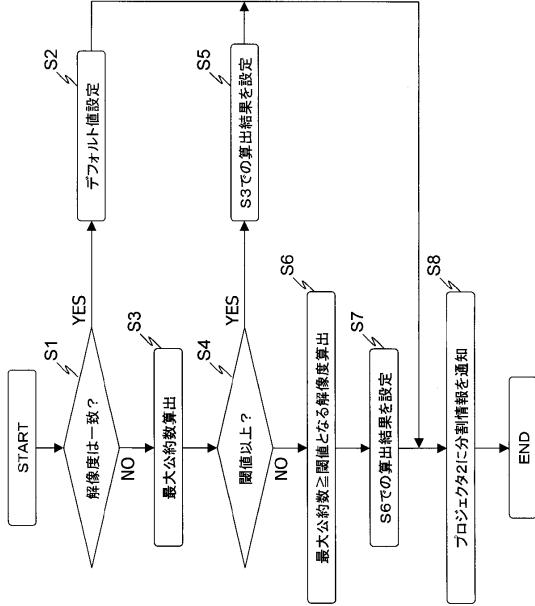 START
S1
解像度は一致?
YES
NO
S2
デフォルト値設定
S3
最大公約数算出
S4
閾値以上?
YES
NO
S5
S3での算出結果を設定
S6
最大公約数≧閾値となる解像度算出
S7
S6での算出結果を設定
S8
プロジェクタ2に分割情報を通知
END